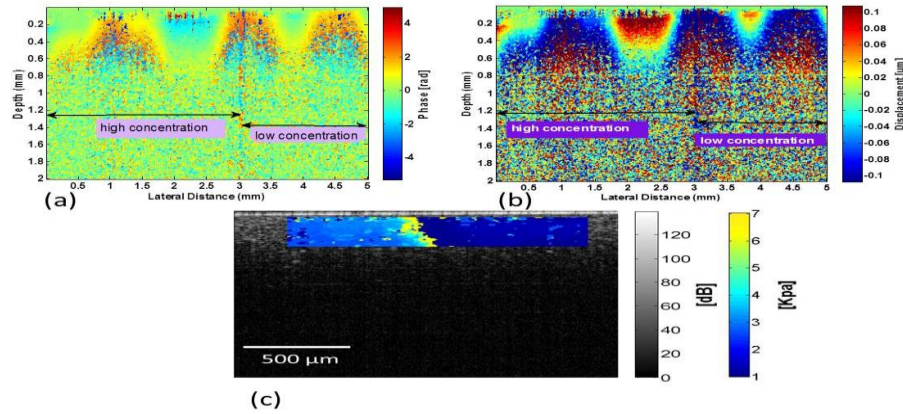 0.2
0.4
0.6
0.8
1
1.2
1.4
1.6
1.8
2
Depth (mm)
high concentration
low concentration
0.5 1 1.5 2 2.5 3 3.5 4 4.5 5
Lateral Distance (mm)
(a)
4
2
0
-2
-4
Phase [rad]
0.2
0.4
0.6
0.8
1
1.2
1.4
1.6
1.8
2
Depth (mm)
high concentration
low concentration
0.5 1 1.5 2 2.5 3 3.5 4 4.5 5
Lateral Distance (mm)
(b)
0.1
0.08
0.06
0.04
0.02
0
-0.02
-0.04
-0.06
-0.08
-0.1
Displacement [um]
500 µm
(c)
120
100
80
60
40
20
0
[dB]
7
6
5
4
3
2
1
[Kpa]